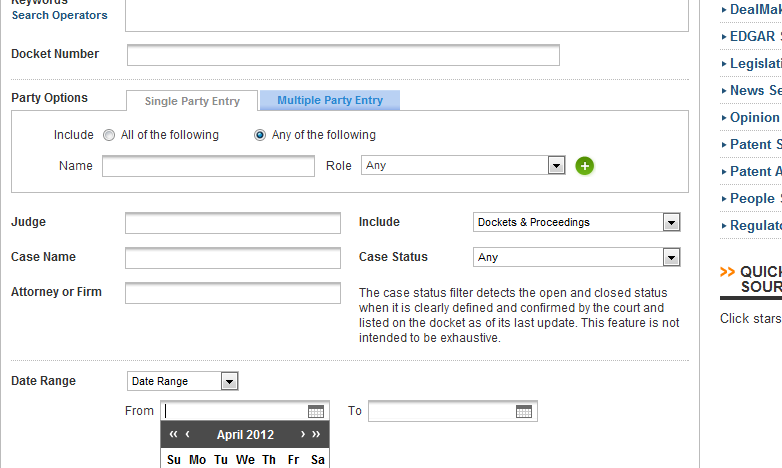 Keywords
Search Operators
Docket Number
Party Options
Single Party Entry
Multiple Party Entry
Include
All of the following
Any of the following
Name
Role
Any
Judge
Include
Dockets & Proceedings
Case Name
Case Status
Any
Attorney or Firm
The case status filter detects the open and closed status
when it is clearly defined and confirmed by the court and
listed on the docket as of its last update. This feature is not
intended to be exhaustive.
Date Range
Date Range
From
To
« ‹ April 2012 › »
Su Mo Tu We Th Fr Sa
DealMak
EDGAR S
Legislati
News Se
Opinion
Patent S
Patent A
People S
Regulato
>> QUICK
SOUR
Click stars